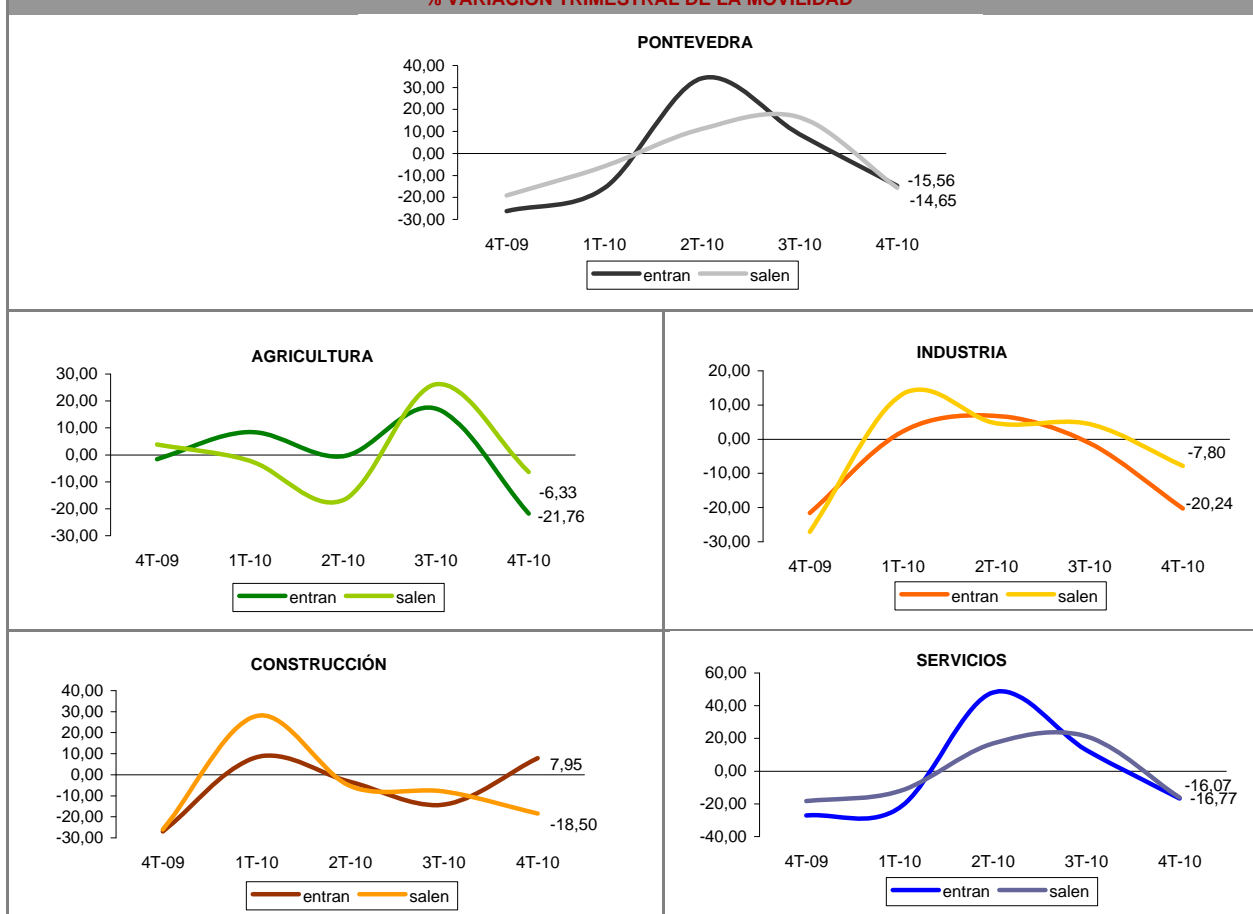 % VARIACIÓN TRIMESTRAL DE LA MOVILIDAD
PONTEVEDRA
40,00
30,00
20,00
10,00
0,00
-10,00
-20,00
-30,00
-15,56
-14,65
4T-09 1T-10 2T-10 3T-10 4T-10
entran salen
AGRICULTURA
30,00
20,00
10,00
0,00
-10,00
-20,00
-30,00
-6,33
-21,76
4T-09 1T-10 2T-10 3T-10 4T-10
entran salen
INDUSTRIA
20,00
10,00
0,00
-10,00
-20,00
-30,00
-7,80
-20,24
4T-09 1T-10 2T-10 3T-10 4T-10
entran salen
CONSTRUCCIÓN
40,00
30,00
20,00
10,00
0,00
-10,00
-20,00
-30,00
7,95
-18,50
4T-09 1T-10 2T-10 3T-10 4T-10
entran salen
SERVICIOS
60,00
40,00
20,00
0,00
-20,00
-40,00
-16,07
-16,77
4T-09 1T-10 2T-10 3T-10 4T-10
entran salen